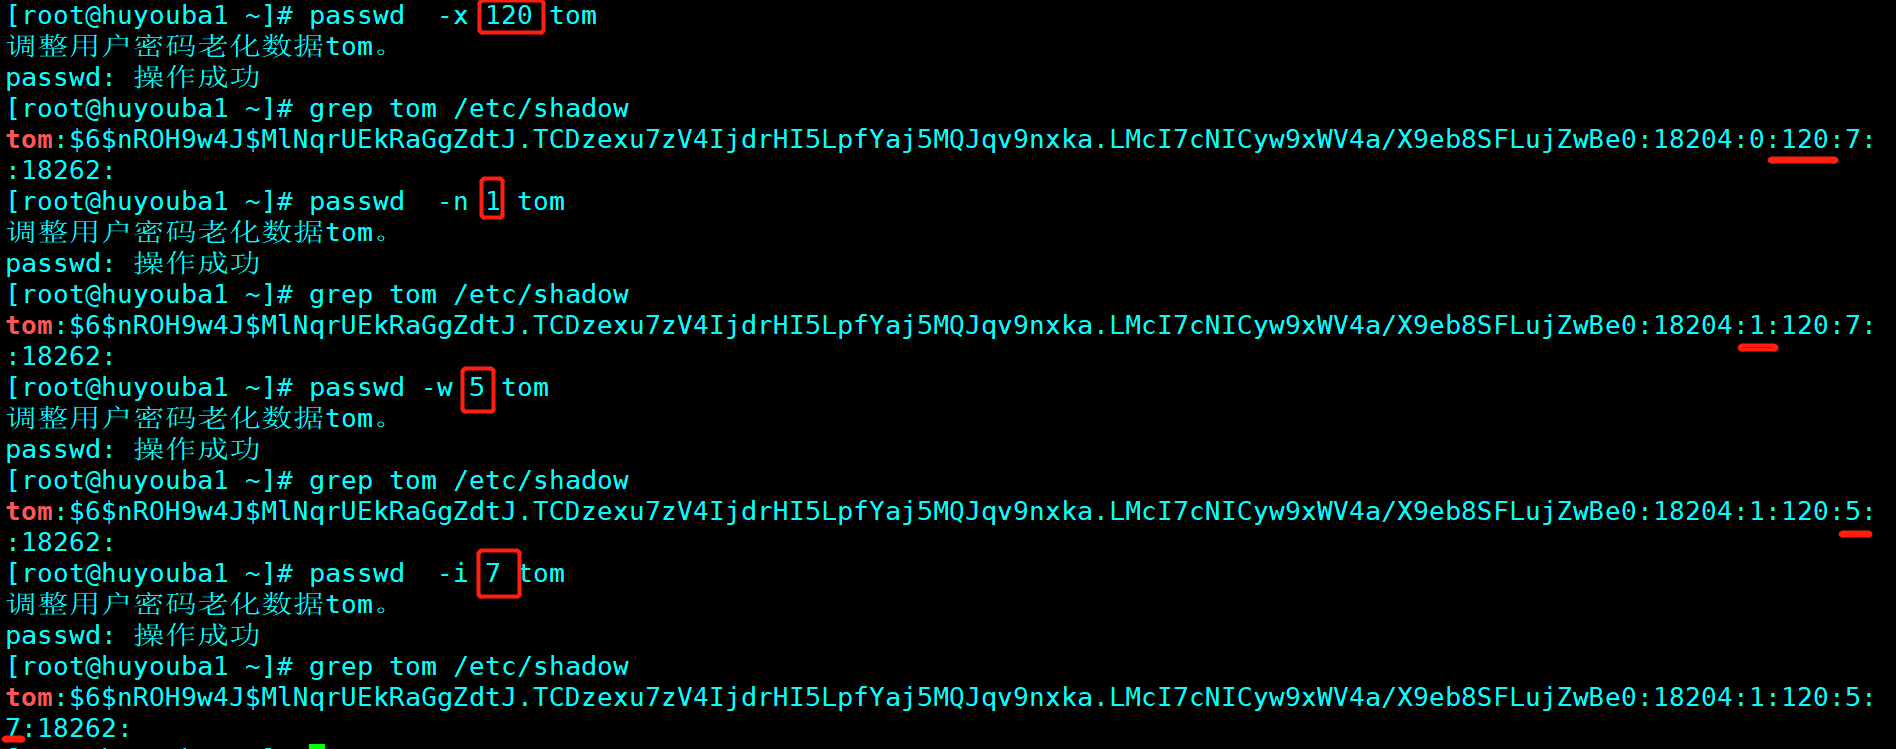 [root@huyouba1 ~]# passwd  -x 120 tom
调整用户密码老化数据tom。
passwd: 操作成功
[root@huyouba1 ~]# grep tom /etc/shadow
tom:$6$nROH9w4J$MlNqrUEkRaGgZdtJ.TCDzexu7zV4IjdrHI5LpfYaj5MQJqv9nxka.LMcI7cNICyw9xWV4a/X9eb8SFLujZwBe0:18204:0:120:7:
:18262:
[root@huyouba1 ~]# passwd  -n 1 tom
调整用户密码老化数据tom。
passwd: 操作成功
[root@huyouba1 ~]# grep tom /etc/shadow
tom:$6$nROH9w4J$MlNqrUEkRaGgZdtJ.TCDzexu7zV4IjdrHI5LpfYaj5MQJqv9nxka.LMcI7cNICyw9xWV4a/X9eb8SFLujZwBe0:18204:1:120:7:
:18262:
[root@huyouba1 ~]# passwd -w 5 tom
调整用户密码老化数据tom。
passwd: 操作成功
[root@huyouba1 ~]# grep tom /etc/shadow
tom:$6$nROH9w4J$MlNqrUEkRaGgZdtJ.TCDzexu7zV4IjdrHI5LpfYaj5MQJqv9nxka.LMcI7cNICyw9xWV4a/X9eb8SFLujZwBe0:18204:1:120:5:
:18262:
[root@huyouba1 ~]# passwd  -i 7 tom
调整用户密码老化数据tom。
passwd: 操作成功
[root@huyouba1 ~]# grep tom /etc/shadow
tom:$6$nROH9w4J$MlNqrUEkRaGgZdtJ.TCDzexu7zV4IjdrHI5LpfYaj5MQJqv9nxka.LMcI7cNICyw9xWV4a/X9eb8SFLujZwBe0:18204:1:120:5:
7:18262: